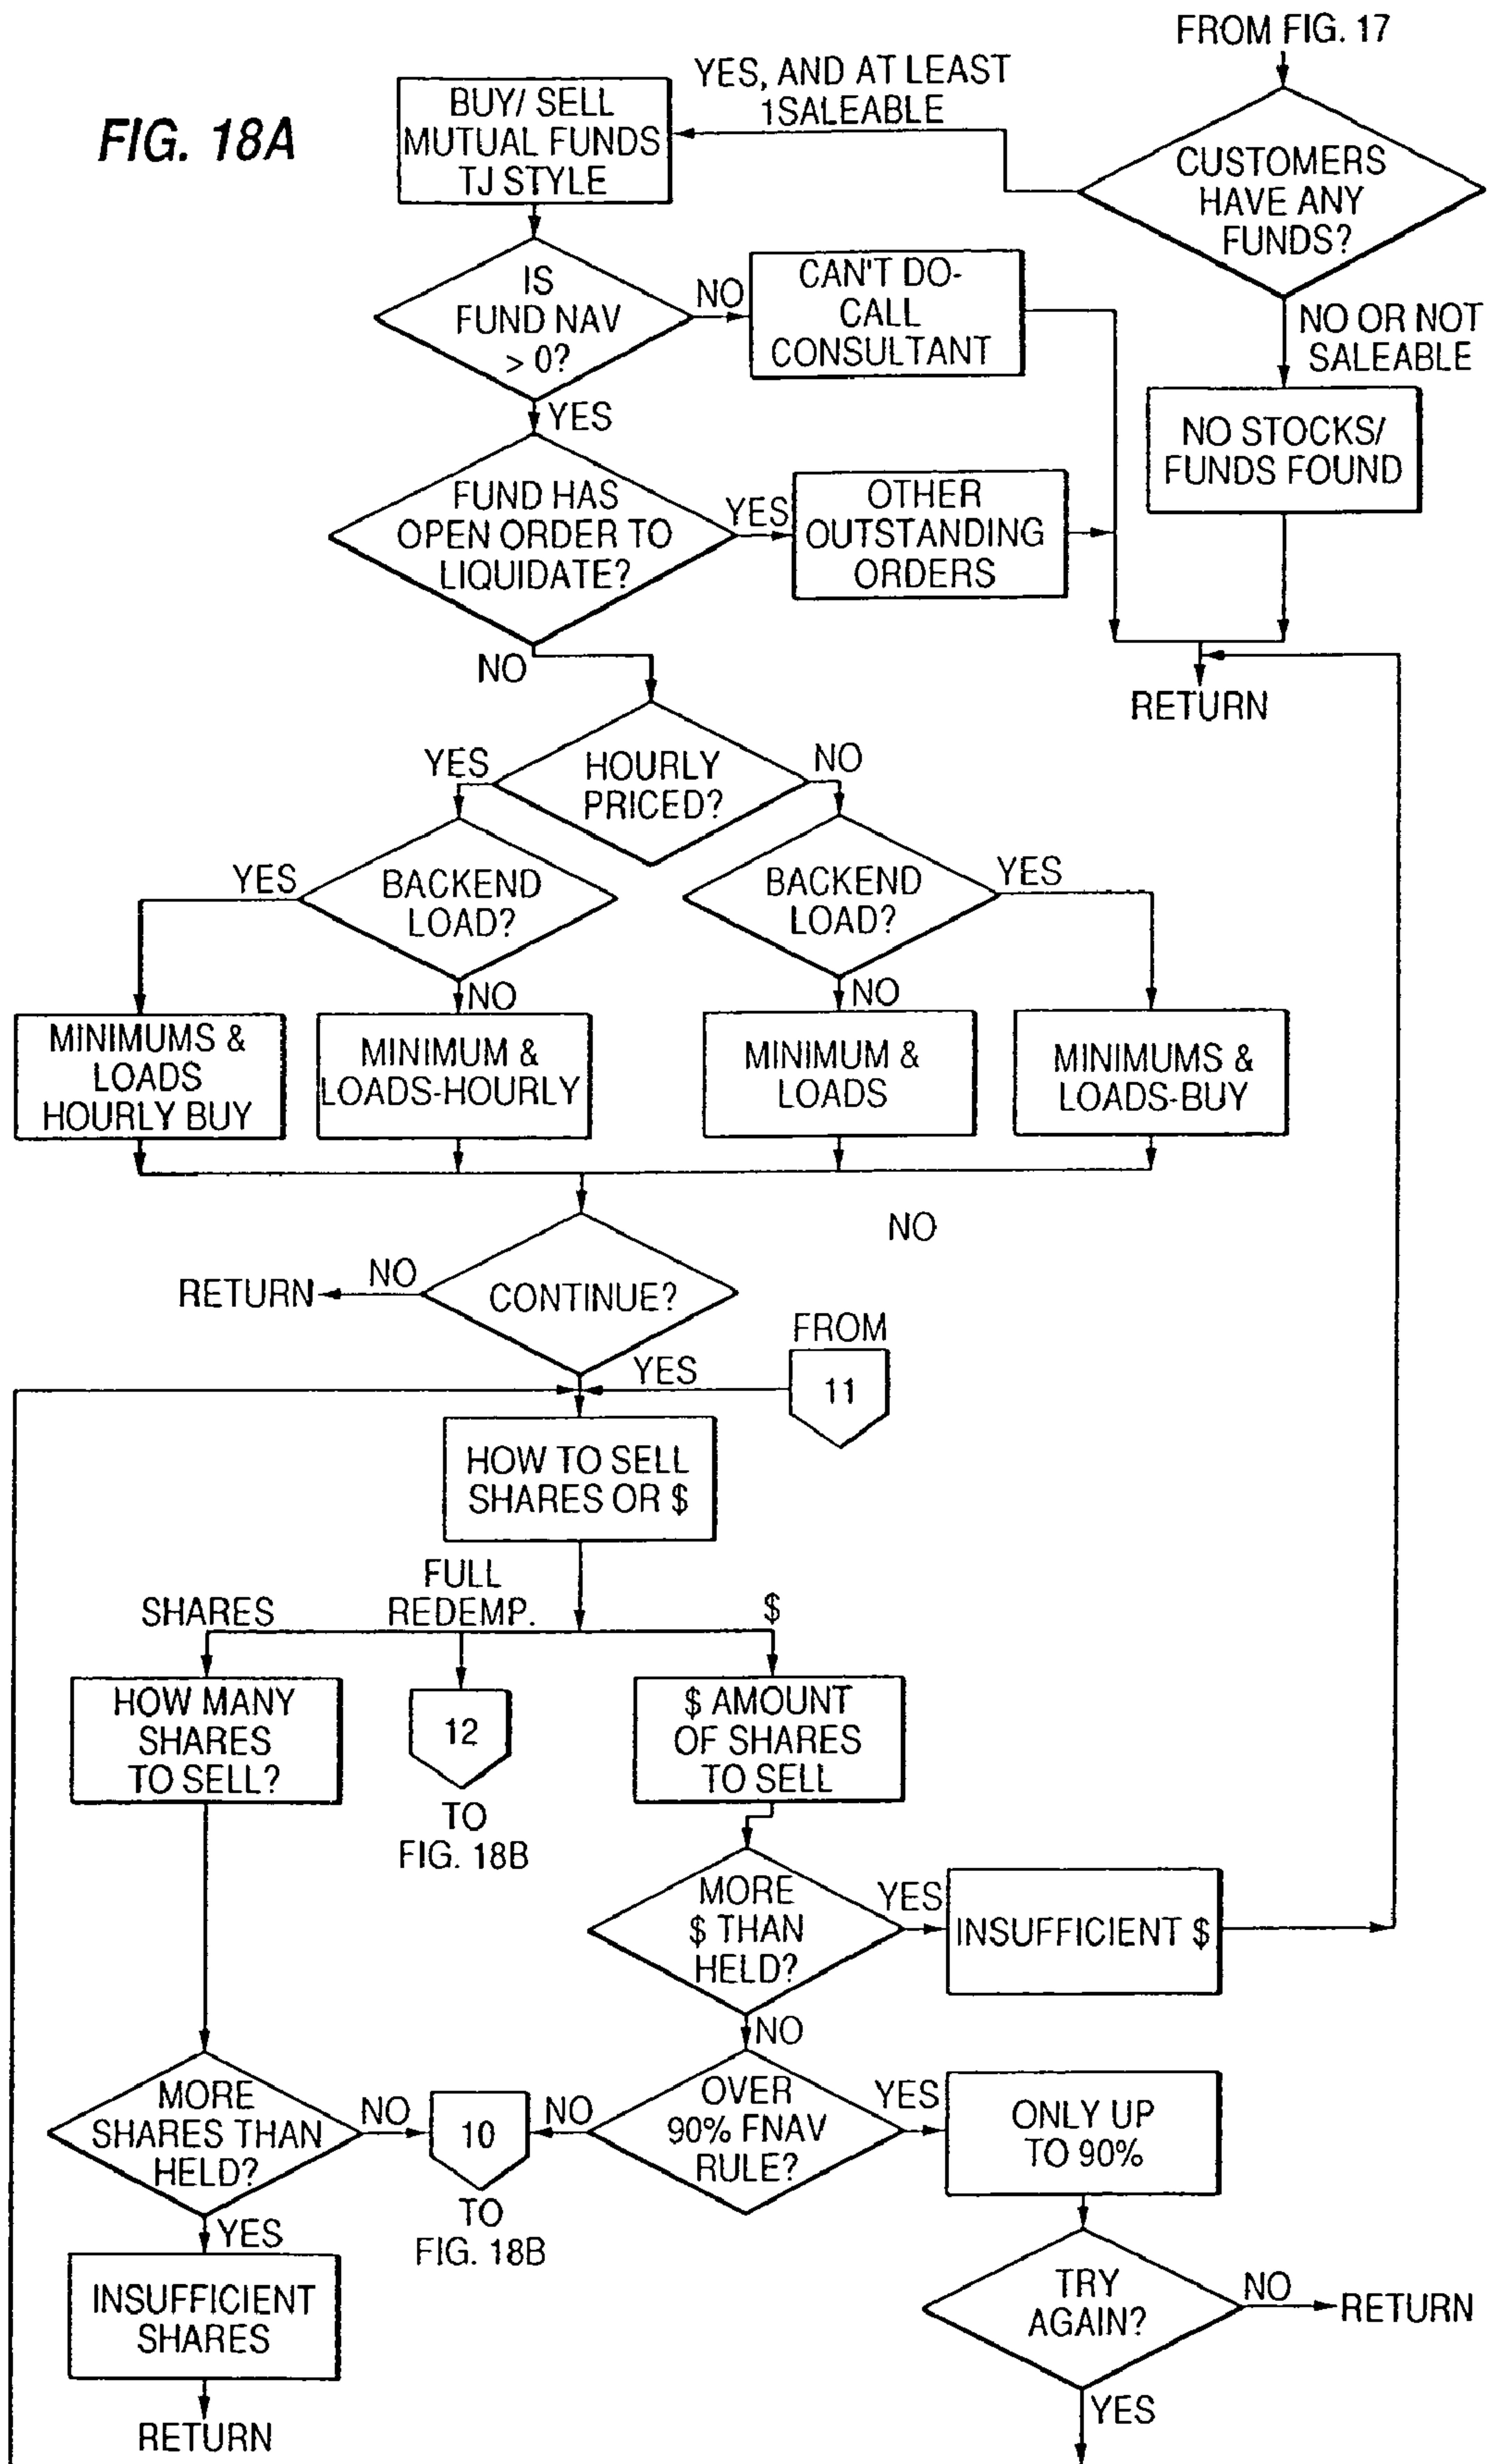 FROM FIG. 17
FIG. 18A
BUY/ SELL
MUTUAL FUNDS
TJ STYLE
YES, AND AT LEAST
1SALEABLE
CUSTOMERS
HAVE ANY
FUNDS?
IS
FUND NAV
> 0?
NO
CAN'T DO-
CALL
CONSULTANT
NO OR NOT
SALEABLE
YES
NO STOCKS/
FUNDS FOUND
FUND HAS
OPEN ORDER TO
LIQUIDATE?
YES
OTHER
OUTSTANDING
ORDERS
NO
RETURN
YES
HOURLY
PRICED?
NO
YES
BACKEND
LOAD?
BACKEND
LOAD?
YES
NO
NO
MINIMUMS &
LOADS
HOURLY BUY
MINIMUM &
LOADS-HOURLY
MINIMUM &
LOADS
MINIMUMS &
LOADS-BUY
NO
RETURN
NO
CONTINUE?
FROM
YES
11
HOW TO SELL
SHARES OR $
SHARES
FULL
REDEMP.
$
HOW MANY
SHARES
TO SELL?
12
TO
FIG. 18B
$ AMOUNT
OF SHARES
TO SELL
MORE
$ THAN
HELD?
YES
INSUFFICIENT $
NO
MORE
SHARES THAN
HELD?
NO
10
TO
FIG. 18B
NO
OVER
90% FNAV
RULE?
YES
ONLY UP
TO 90%
YES
INSUFFICIENT
SHARES
RETURN
TRY
AGAIN?
NO
RETURN
YES